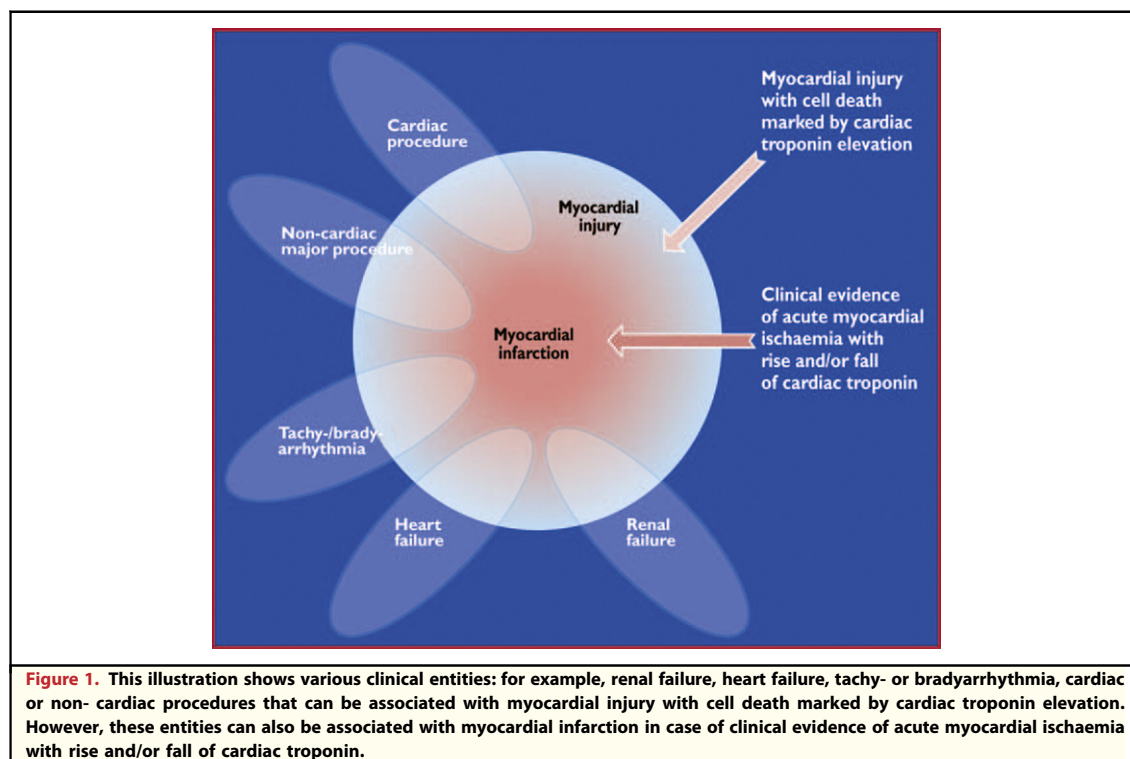 Cardiac
procedure
Myocardial injury
with cell death
marked by cardiac
troponin elevation
Non-cardiac
major procedure
Myocardial
injury
Clinical evidence
of acute myocardial
ischaemia with
rise and/or fall
of cardiac troponin
Myocardial
infarction
Tachy-/brady-
arrhythmia
Heart
failure
Renal
failure
Figure 1. This illustration shows various clinical entities: for example, renal failure, heart failure, tachy- or bradyarrhythmia, cardiac
or non- cardiac procedures that can be associated with myocardial injury with cell death marked by cardiac troponin elevation.
However, these entities can also be associated with myocardial infarction in case of clinical evidence of acute myocardial ischaemia
with rise and/or fall of cardiac troponin.